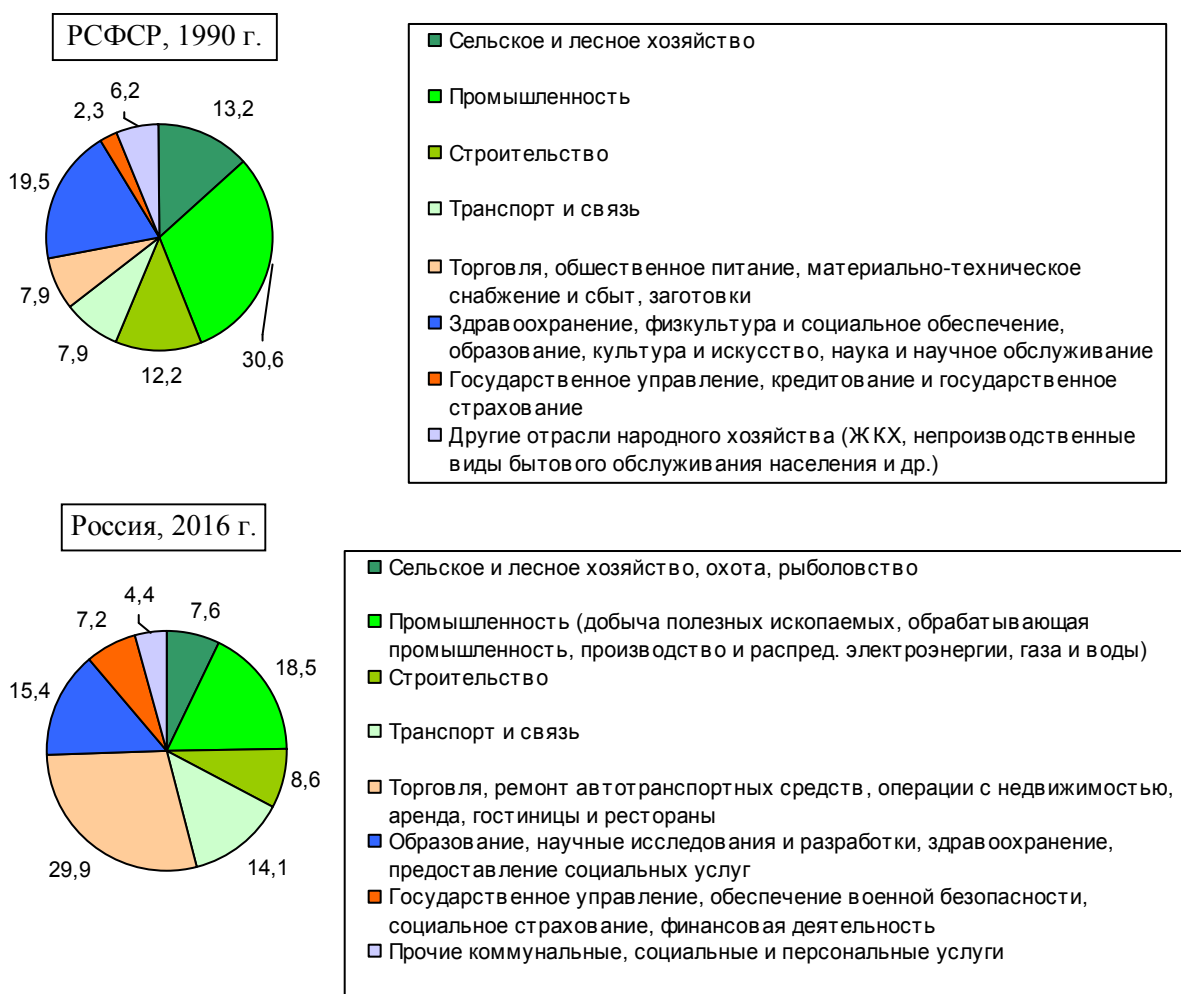 РСФСР, 1990 г.
6,2
2,3
13,2
19,5
7,9
7,9
12,2
30,6
Сельское и лесное хозяйство
Промышленность
Строительство
Транспорт и связь
Торговля, обшественное питание, материально-техническое
снабжение и сбыт, заготовки
Здравоохранение, физкультура и социальное обеспечение,
образование, культура и искусство, наука и научное обслуживание
Государственное управление, кредитование и государственное
страхование
Другие отрасли народного хозяйства (ЖКХ, непроизводственные
виды бытового обслуживания населения и др.)
Россия, 2016 г.
4,4
7,2
7,6
15,4
18,5
8,6
29,9
14,1
Сельское и лесное хозяйство, охота, рыболовство
Промышленность (добыча полезных ископаемых, обрабатывающая
промышленность, производство и распред. электроэнергии, газа и воды)
Строительство
Транспорт и связь
Торговля, ремонт автотранспортных средств, операции с недвижимостью,
аренда, гостиницы и рестораны
Образование, научные исследования и разработки, здравоохранение,
предоставление социальных услуг
Государственное управление, обеспечение военной безопасности,
социальное страхование, финансовая деятельность
Прочие коммунальные, социальные и персональные услуги